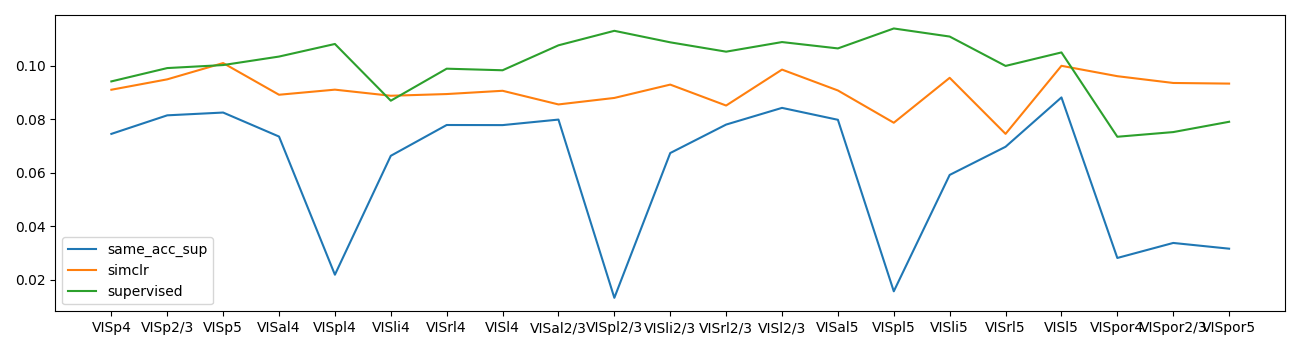 0.10
0.08
0.06
0.04
0.02
same_acc_sup
simclr
supervised
VISp4 VISp2/3 VISp5 VISal4 VISpl4 VISli4 VISrl4 VISl4 VISal2/3 VISpl2/3 VISli2/3 VISrl2/3 VISl2/3 VISal5 VISpl5 VISli5 VISrl5 VISl5 VISpor4 VISpor2/3 VISpor5